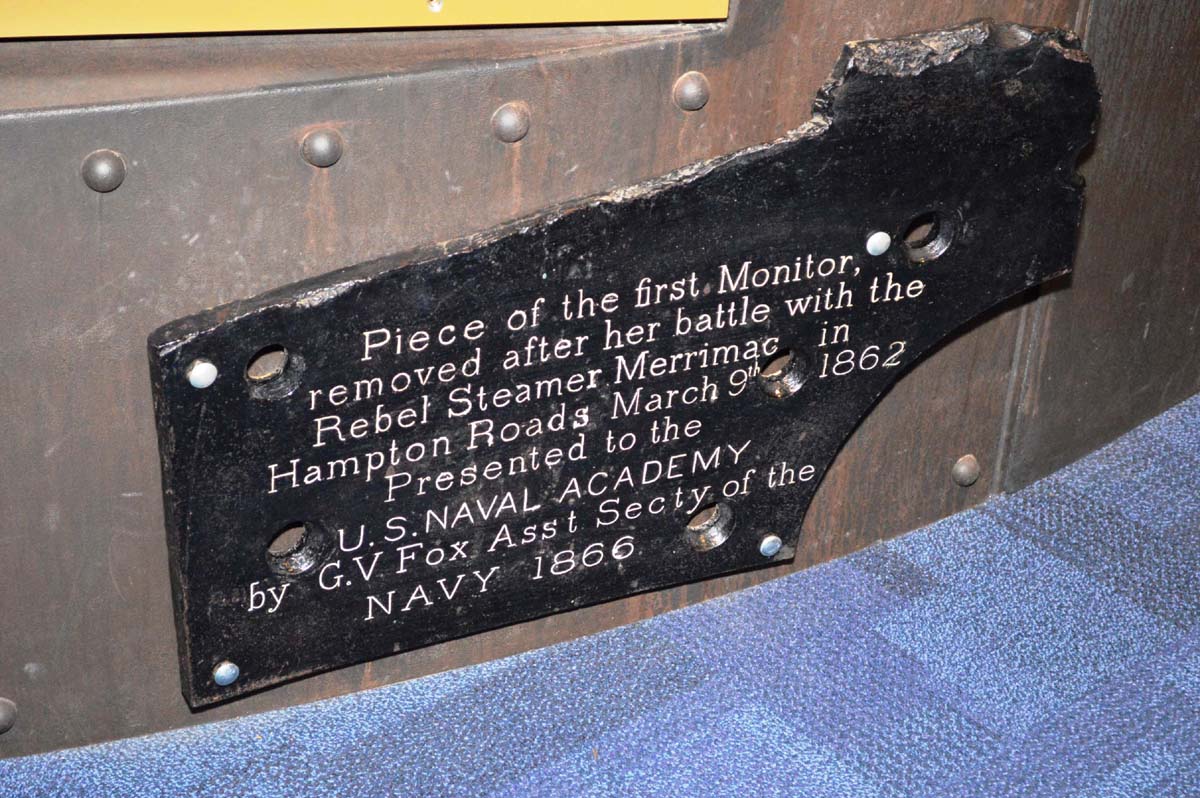 Piece of the first Monitor,
removed after her battle with the
Rebel Steamer Merrimac in
Hampton Roads March 9th 1862
Presented to the
U.S. NAVAL ACADEMY
by G.V Fox Asst Secty of the
NAVY 1866